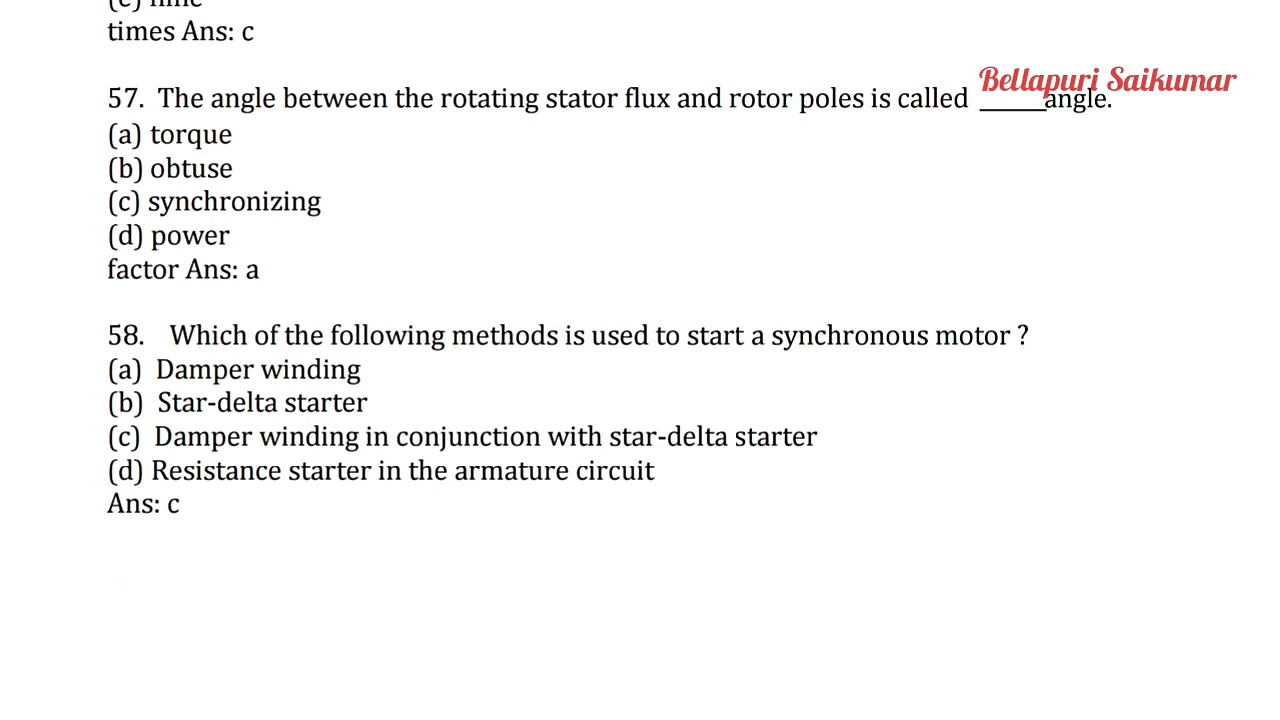 times Ans: c
Bellapuri Saikumar
57. The angle between the rotating stator flux and rotor poles is called ______angle.
(a) torque
(b) obtuse
(c) synchronizing
(d) power
factor Ans: a
58. Which of the following methods is used to start a synchronous motor ?
(a) Damper winding
(b) Star-delta starter
(c) Damper winding in conjunction with star-delta starter
(d) Resistance starter in the armature circuit
Ans: c